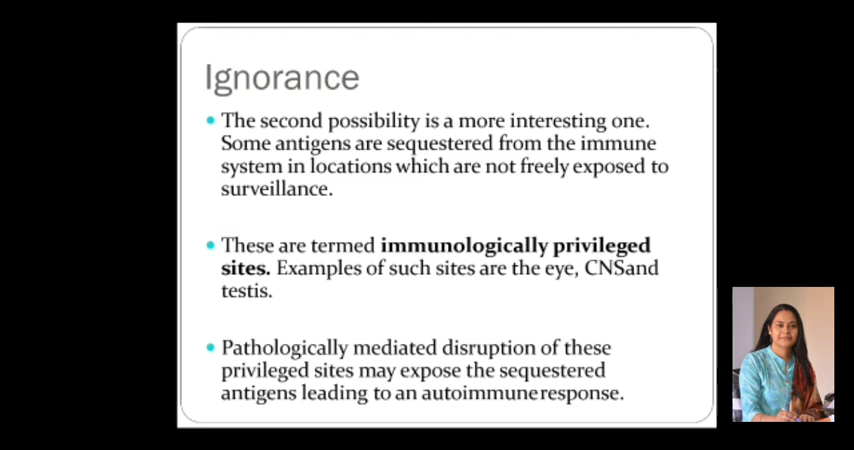 Ignorance
The second possibility is a more interesting one.
Some antigens are sequestered from the immune
system in locations which are not freely exposed to
surveillance.
These are termed immunologically privileged
sites. Examples of such sites are the eye, CNSand
testis.
Pathologically mediated disruption of these
privileged sites may expose the sequestered
antigens leading to an autoimmune response.